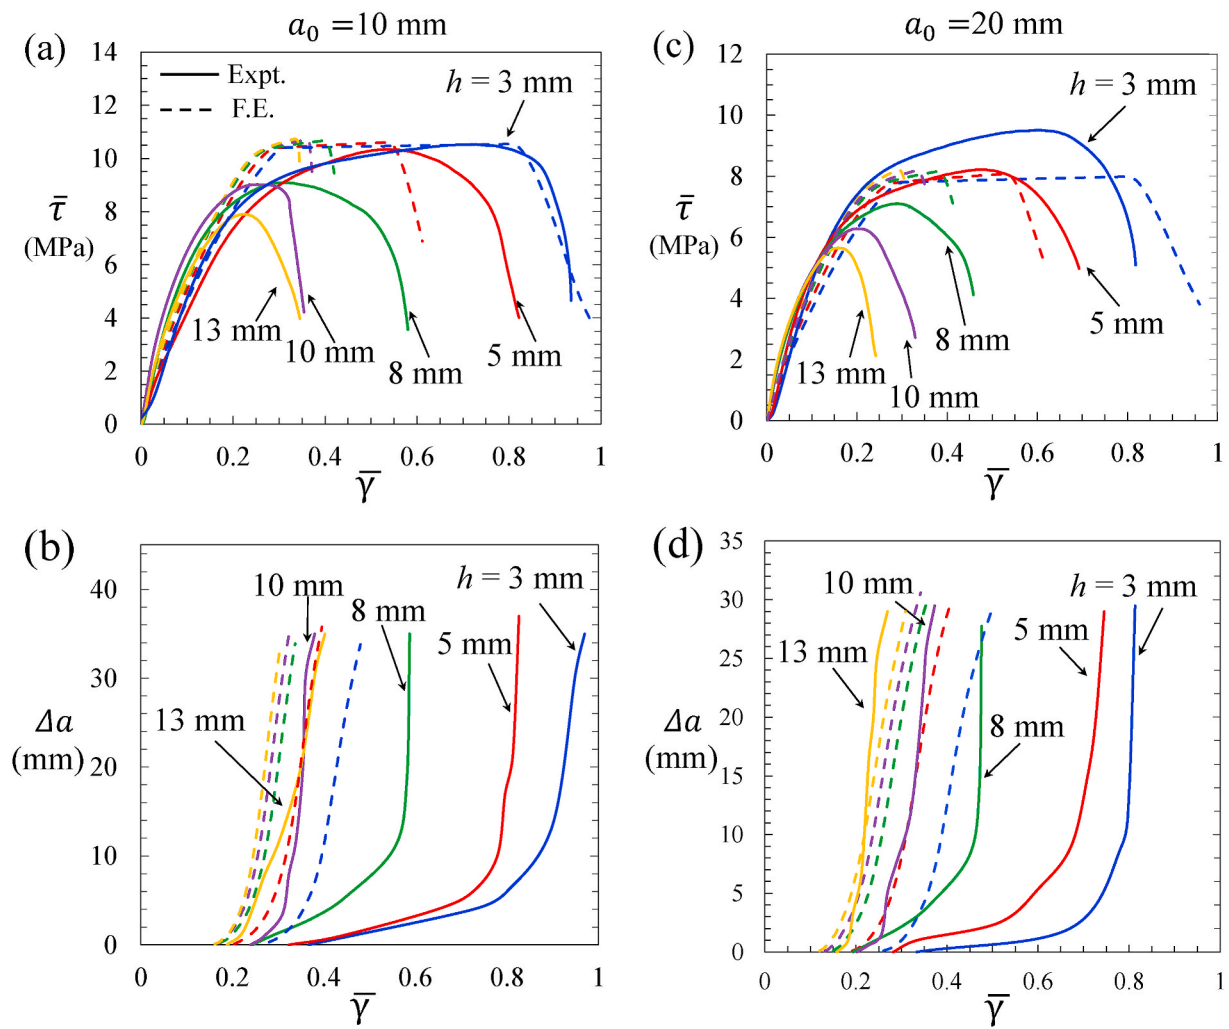 a₀ = 10 mm
(a)
14
12
10
8
6
4
2
0
τ̄
(MPa)
Expt.
F.E.
h = 3 mm
13 mm
10 mm
8 mm
5 mm
0 0.2 0.4 0.6 0.8 1
γ̄
a₀ = 20 mm
(c)
12
10
8
6
4
2
0
τ̄
(MPa)
h = 3 mm
5 mm
8 mm
13 mm
10 mm
0 0.2 0.4 0.6 0.8 1
γ̄
(b)
40
30
20
10
0
Δa
(mm)
10 mm
h = 3 mm
8 mm
5 mm
13 mm
0 0.2 0.4 0.6 0.8 1
γ̄
(d)
35
30
25
20
15
10
5
0
Δa
(mm)
10 mm
h = 3 mm
5 mm
13 mm
8 mm
0 0.2 0.4 0.6 0.8 1
γ̄